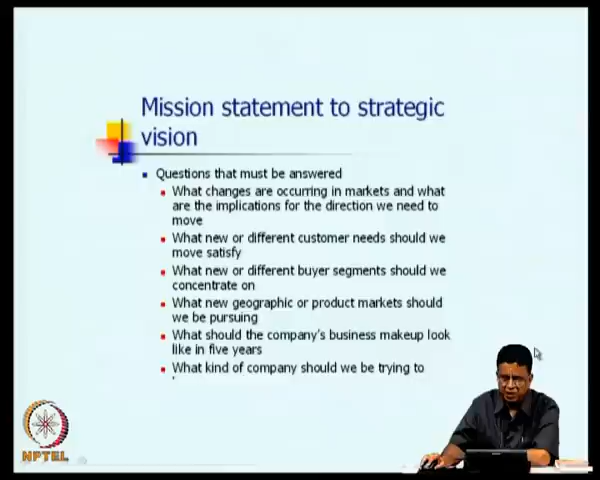 Mission statement to strategic
vision
Questions that must be answered
What changes are occurring in markets and what
are the implications for the direction we need to
move
What new or different customer needs should we
move satisfy
What new or different buyer segments should we
concentrate on
What new geographic or product markets should
we be pursuing
What should the company's business makeup look
like in five years
What kind of company should we be trying to
NPTEL